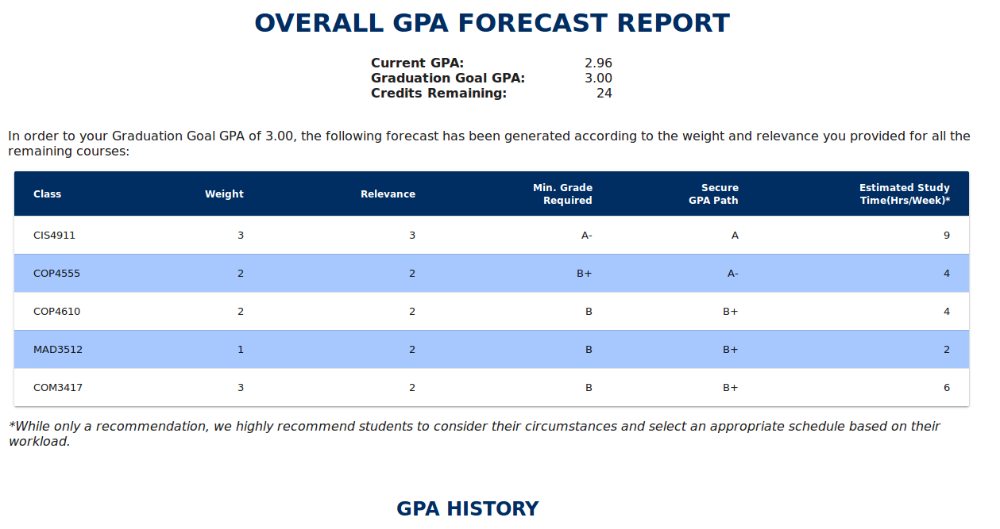 OVERALL GPA FORECAST REPORT
Current GPA: 2.96
Graduation Goal GPA: 3.00
Credits Remaining: 24
In order to your Graduation Goal GPA of 3.00, the following forecast has been generated according to the weight and relevance you provided for all the
remaining courses:
Class Weight Relevance Min. Grade Required Secure GPA Path Estimated Study Time(Hrs/Week)*
CIS4911 3 3 A- A 9
COP4555 2 2 B+ A- 4
COP4610 2 2 B B+ 4
MAD3512 1 2 B B+ 2
COM3417 3 2 B B+ 6
*While only a recommendation, we highly recommend students to consider their circumstances and select an appropriate schedule based on their
workload.
GPA HISTORY